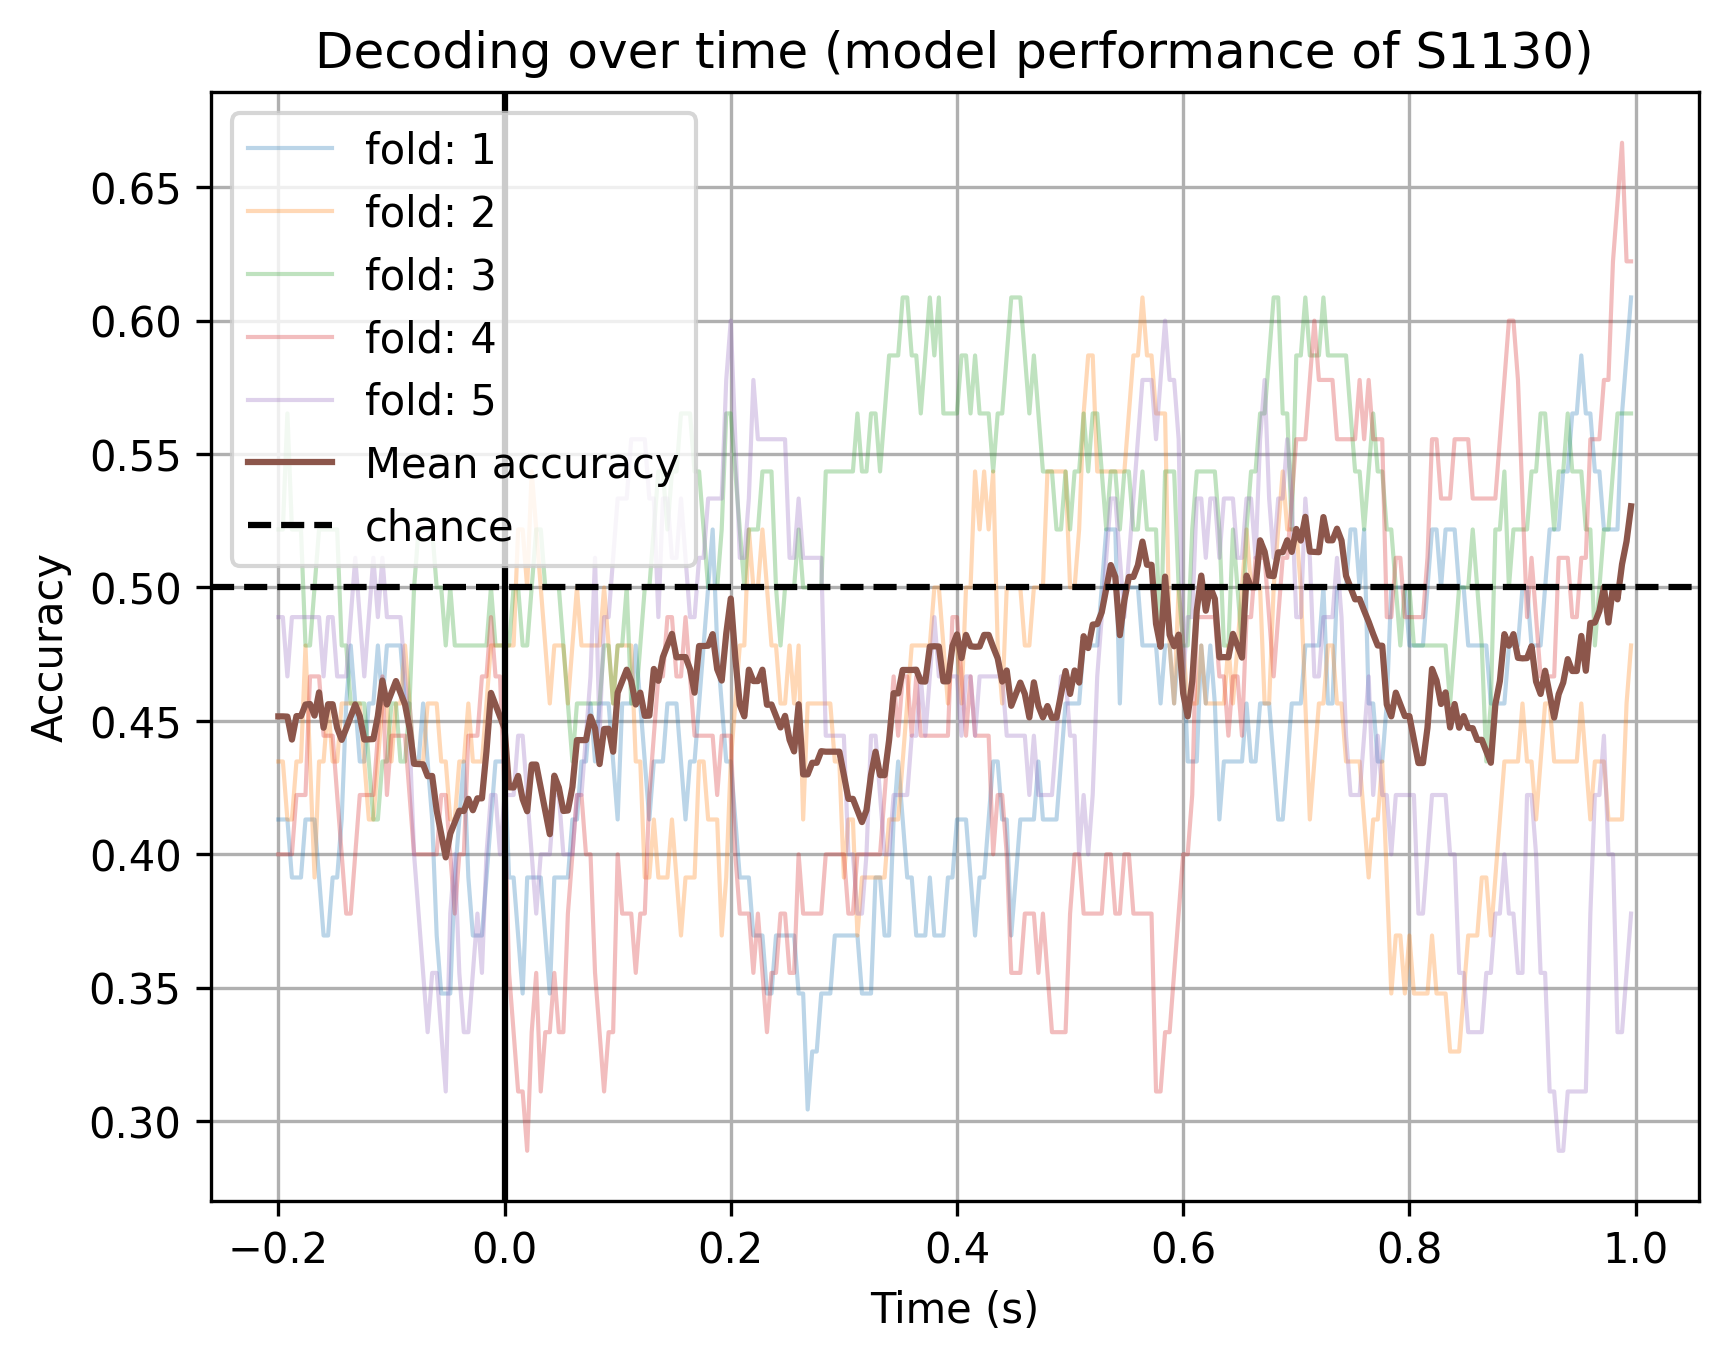 Decoding over time (model performance of S1130)
fold: 1
fold: 2
fold: 3
fold: 4
fold: 5
Mean accuracy
chance
Accuracy
0.65
0.60
0.55
0.50
0.45
0.40
0.35
0.30
−0.2 0.0 0.2 0.4 0.6 0.8 1.0
Time (s)